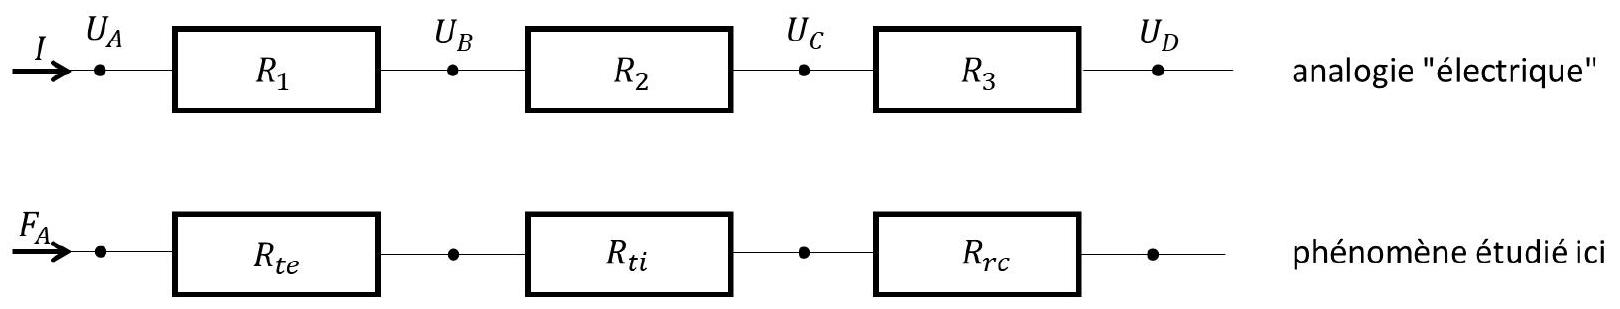 I U_A R_1 U_B R_2 U_C R_3 U_D analogie "électrique"
F_A R_te R_ti R_rc phénomène étudié ici